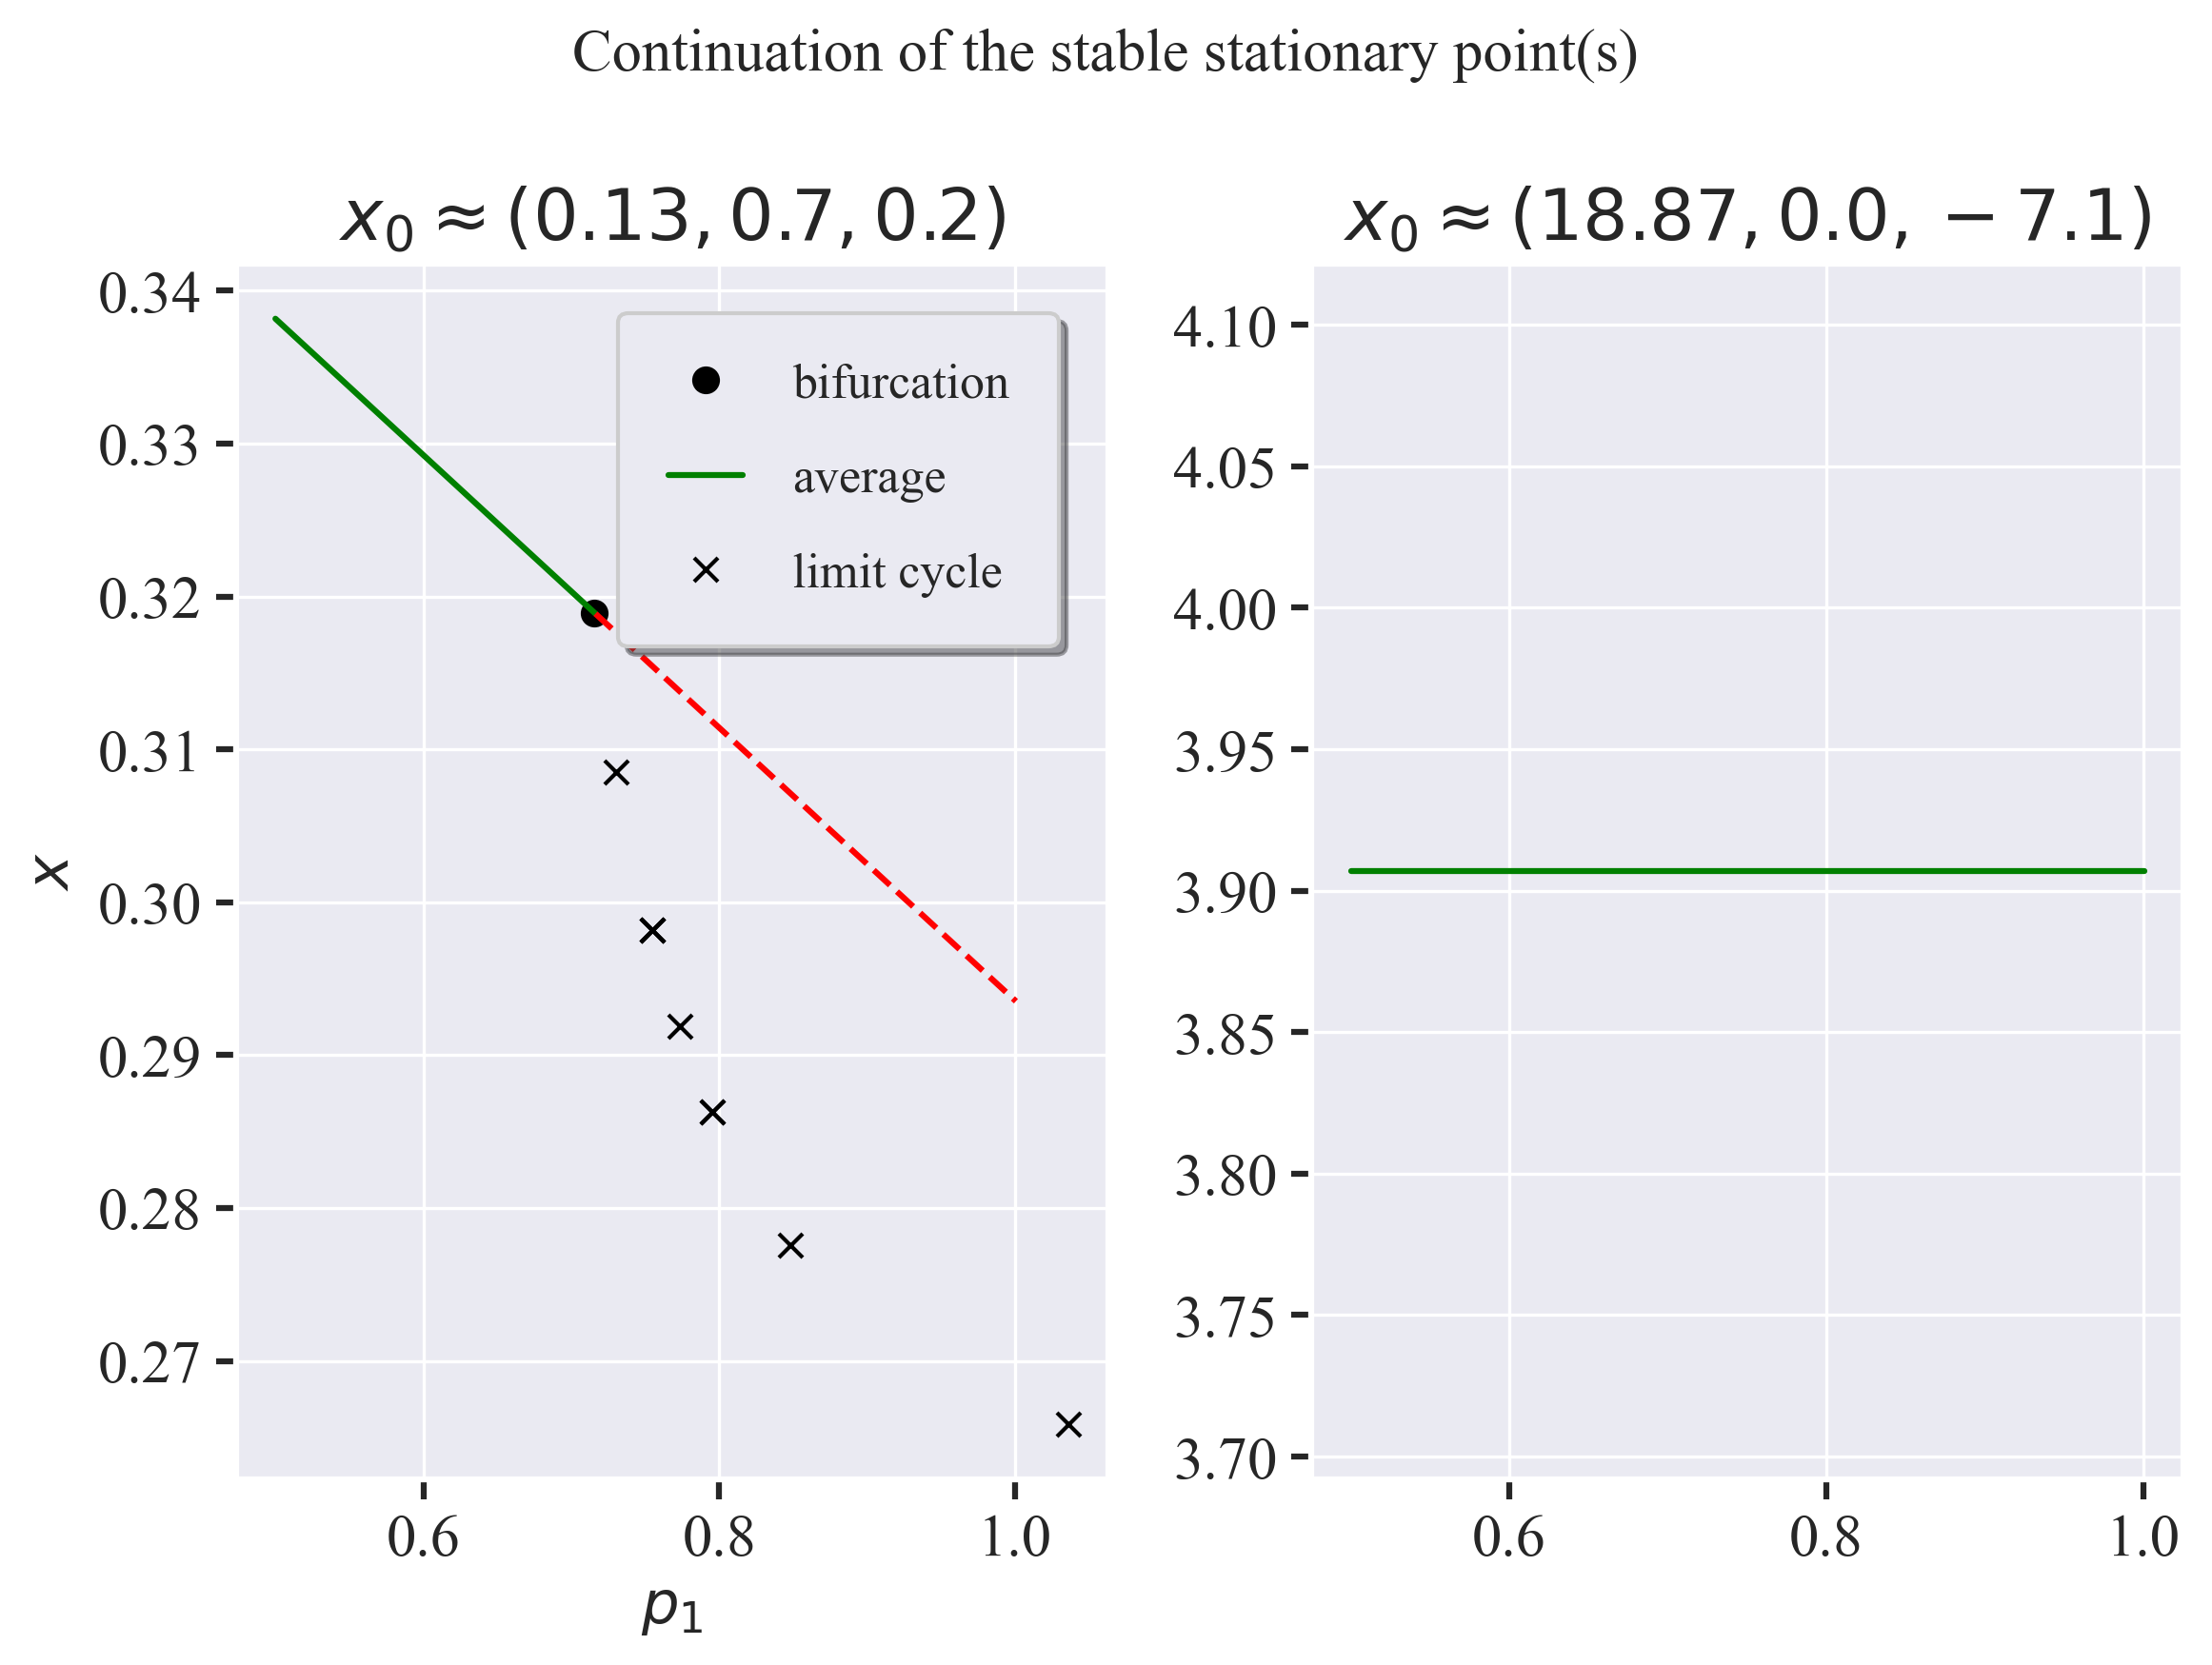 Continuation of the stable stationary point(s)
x₀ ≈ (0.13, 0.7, 0.2)
0.34
0.33
0.32
0.31
0.30
0.29
0.28
0.27
x
bifurcation
average
limit cycle
0.6 0.8 1.0
p₁
x₀ ≈ (18.87, 0.0, −7.1)
4.10
4.05
4.00
3.95
3.90
3.85
3.80
3.75
3.70
0.6 0.8 1.0